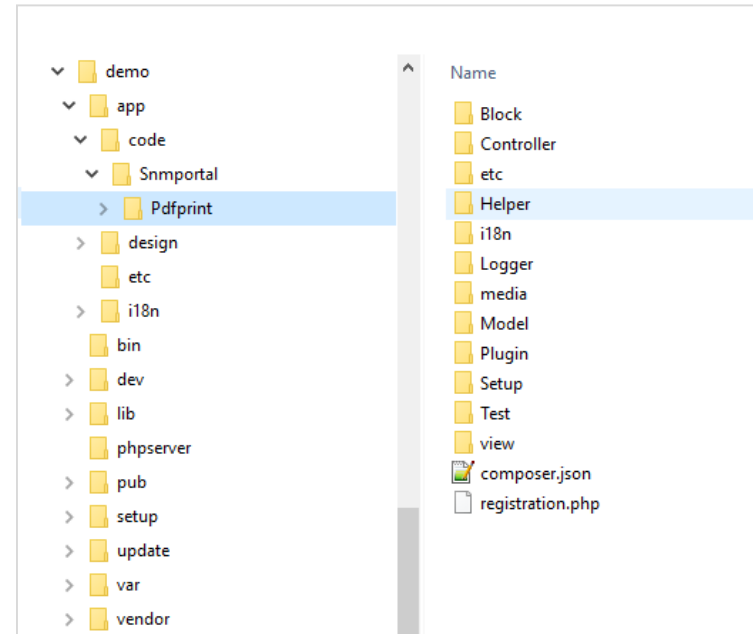 demo
app
code
Snmportal
Pdfprint
design
etc
i18n
bin
dev
lib
phpserver
pub
setup
update
var
vendor
Name
Block
Controller
etc
Helper
i18n
Logger
media
Model
Plugin
Setup
Test
view
composer.json
registration.php